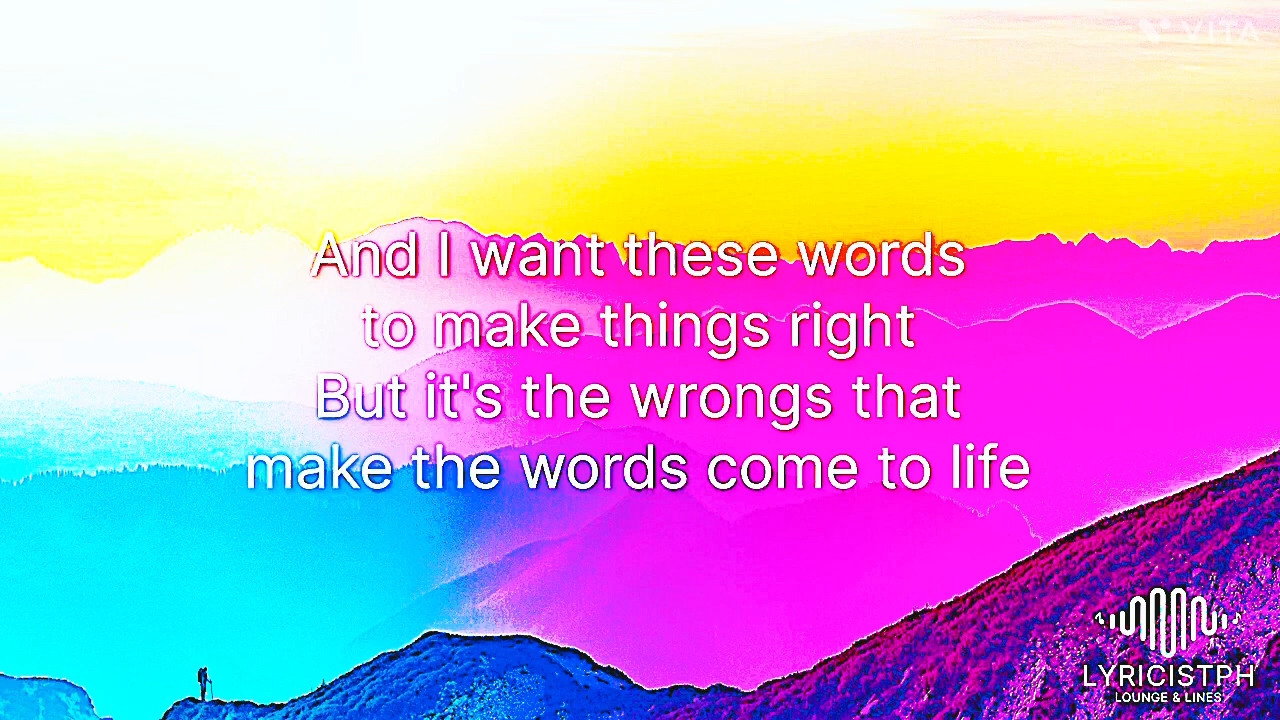 VITA
And I want these words
to make things right
But it's the wrongs that
make the words come to life
LYRICISTPH
LOUNGE & LINES